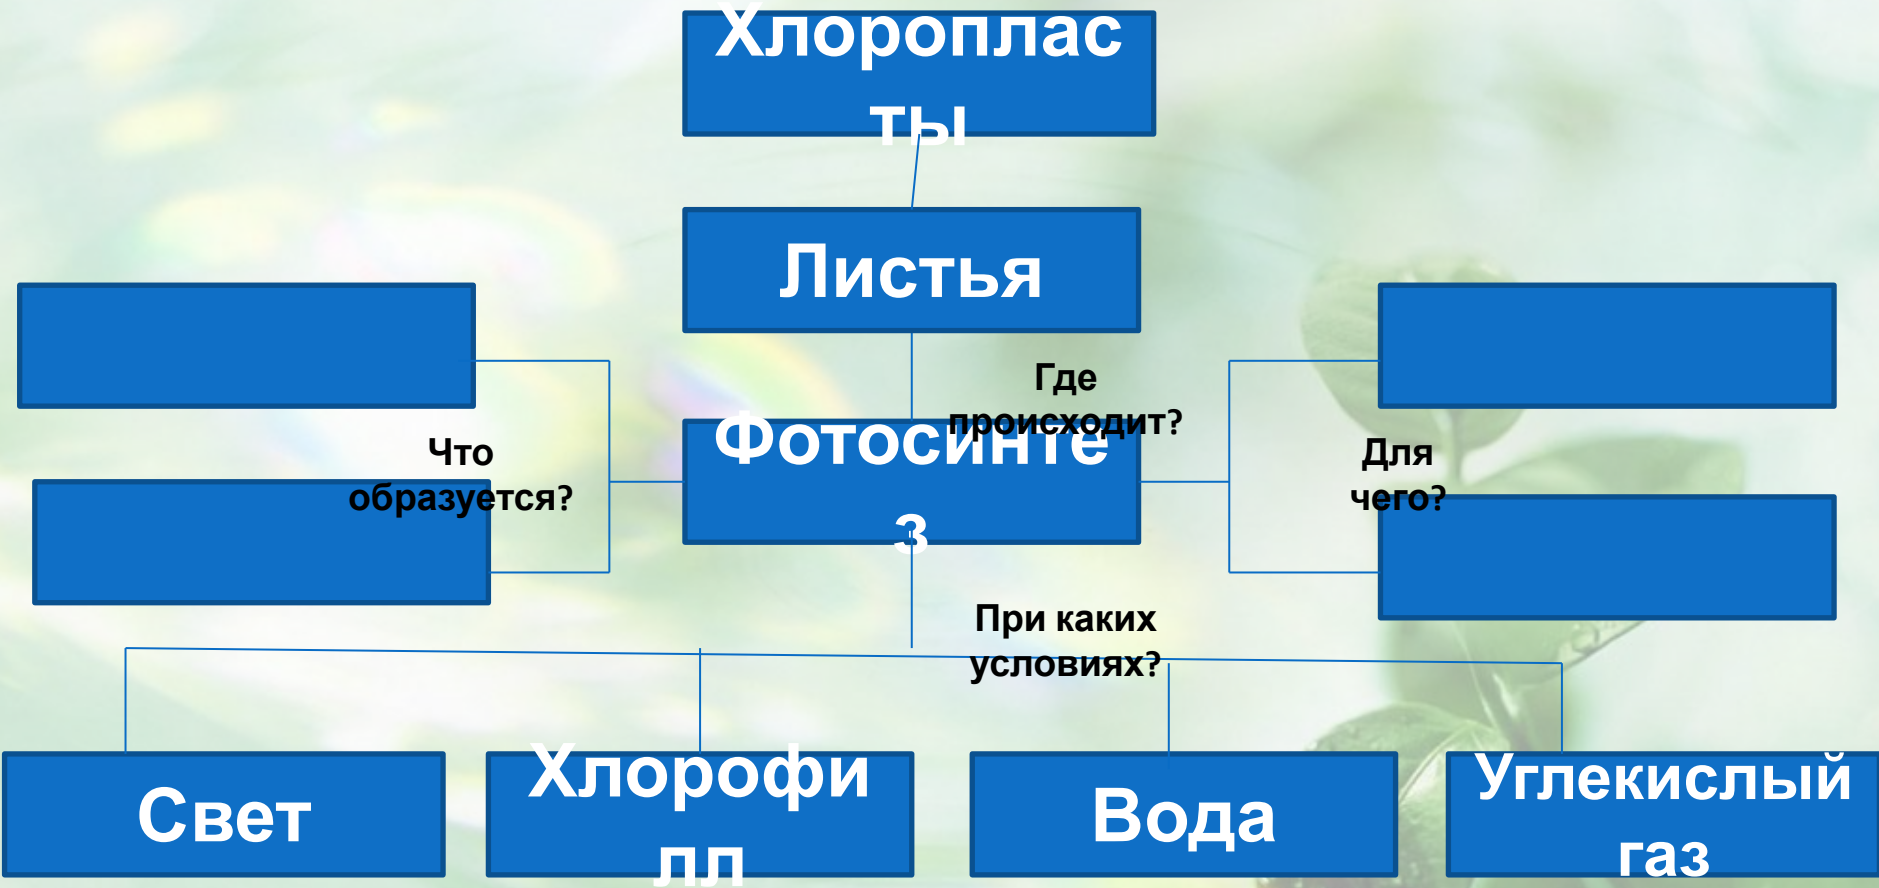 Хлороплас
ты
Листья
Где
происходит?
Фотосинте
з
Что
образуется?
Для
чего?
При каких
условиях?
Свет
Хлорофи
лл
Вода
Углекислый
газ